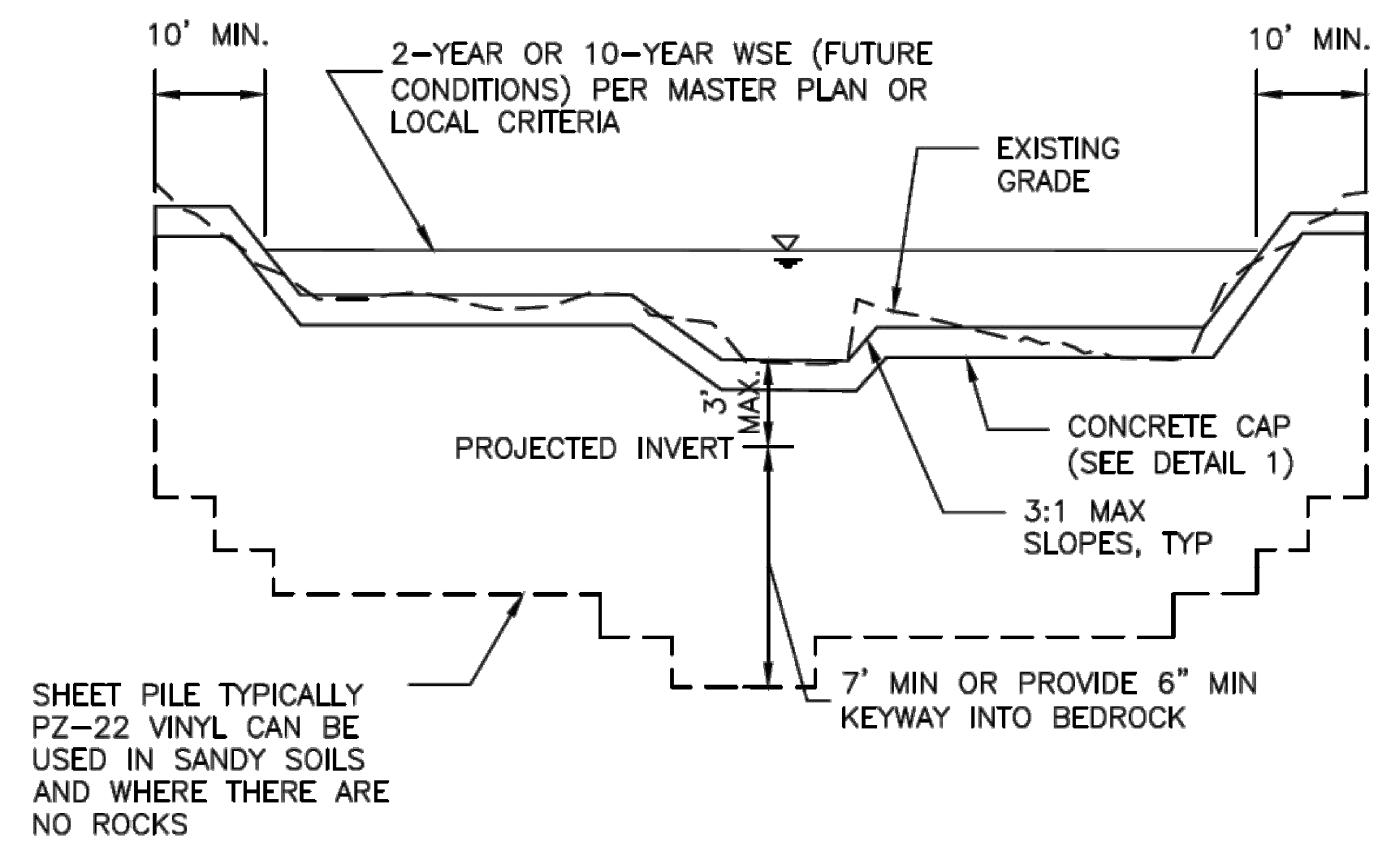 10' MIN.
2-YEAR OR 10-YEAR WSE (FUTURE
CONDITIONS) PER MASTER PLAN OR
LOCAL CRITERIA
10' MIN.
EXISTING
GRADE
3'
MAX.
PROJECTED INVERT
CONCRETE CAP
(SEE DETAIL 1)
3:1 MAX
SLOPES, TYP
SHEET PILE TYPICALLY
PZ-22 VINYL CAN BE
USED IN SANDY SOILS
AND WHERE THERE ARE
NO ROCKS
7' MIN OR PROVIDE 6" MIN
KEYWAY INTO BEDROCK